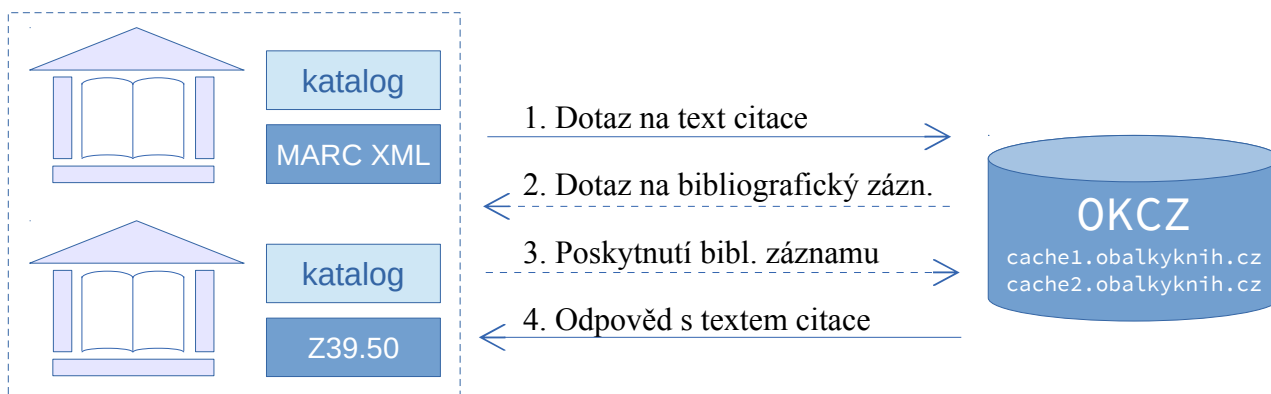 katalog
MARC XML
katalog
Z39.50
1. Dotaz na text citace
2. Dotaz na bibliografický zázn.
3. Poskytnutí bibl. záznamu
4. Odpověd s textem citace
OKCZ
cache1.obalkyknih.cz
cache2.obalkyknih.cz